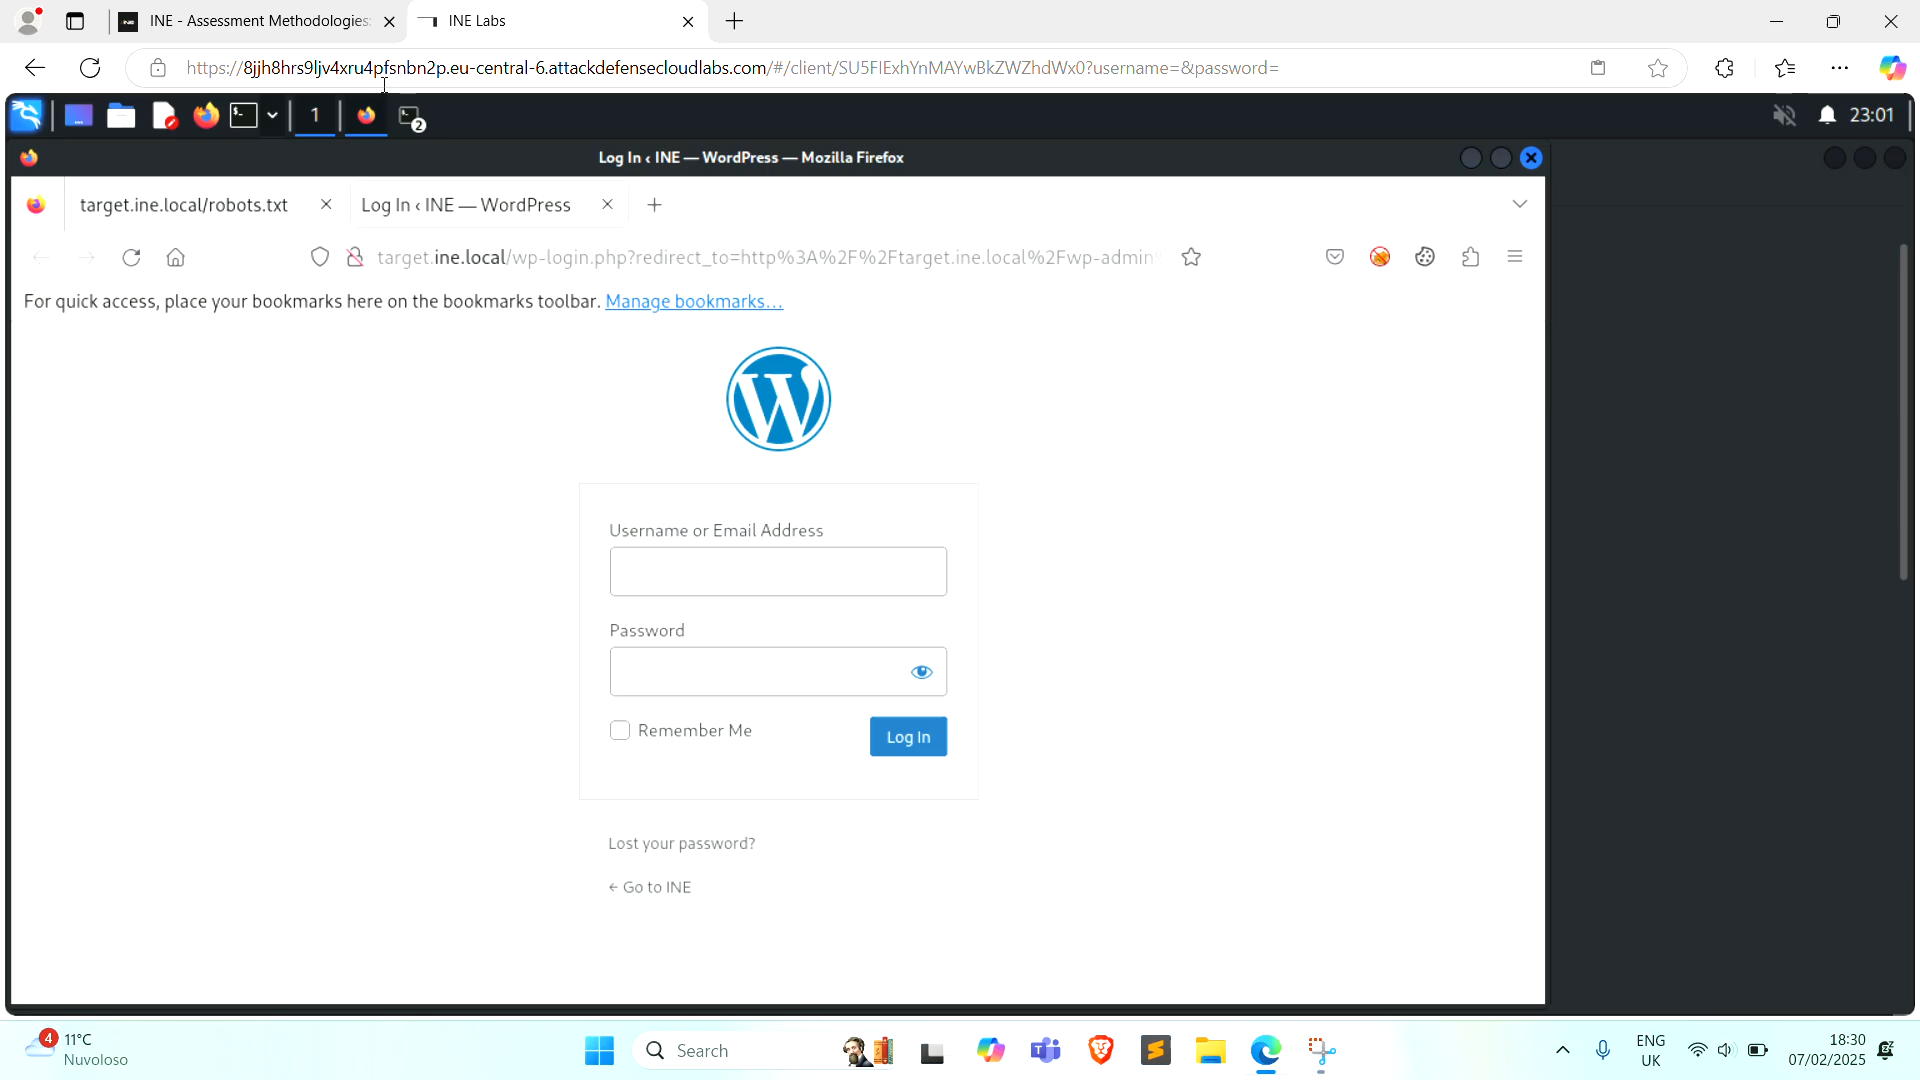 INE - Assessment Methodologies:
INE Labs
https://8jjh8hrs9ljv4xru4pfsnbn2p.eu-central-6.attackdefensecloudlabs.com/#/client/SU5FIExhYnMAYwBkZWZhdWx0?username=&password=
1
2
23:01
Log In ‹ INE — WordPress — Mozilla Firefox
target.ine.local/robots.txt
Log In ‹ INE — WordPress
target.ine.local/wp-login.php?redirect_to=http%3A%2F%2Ftarget.ine.local%2Fwp-admin%
For quick access, place your bookmarks here on the bookmarks toolbar. Manage bookmarks...
Username or Email Address
Password
Remember Me
Log In
Lost your password?
← Go to INE
4
11°C
Nuvoloso
Search
ENG
UK
18:30
07/02/2025